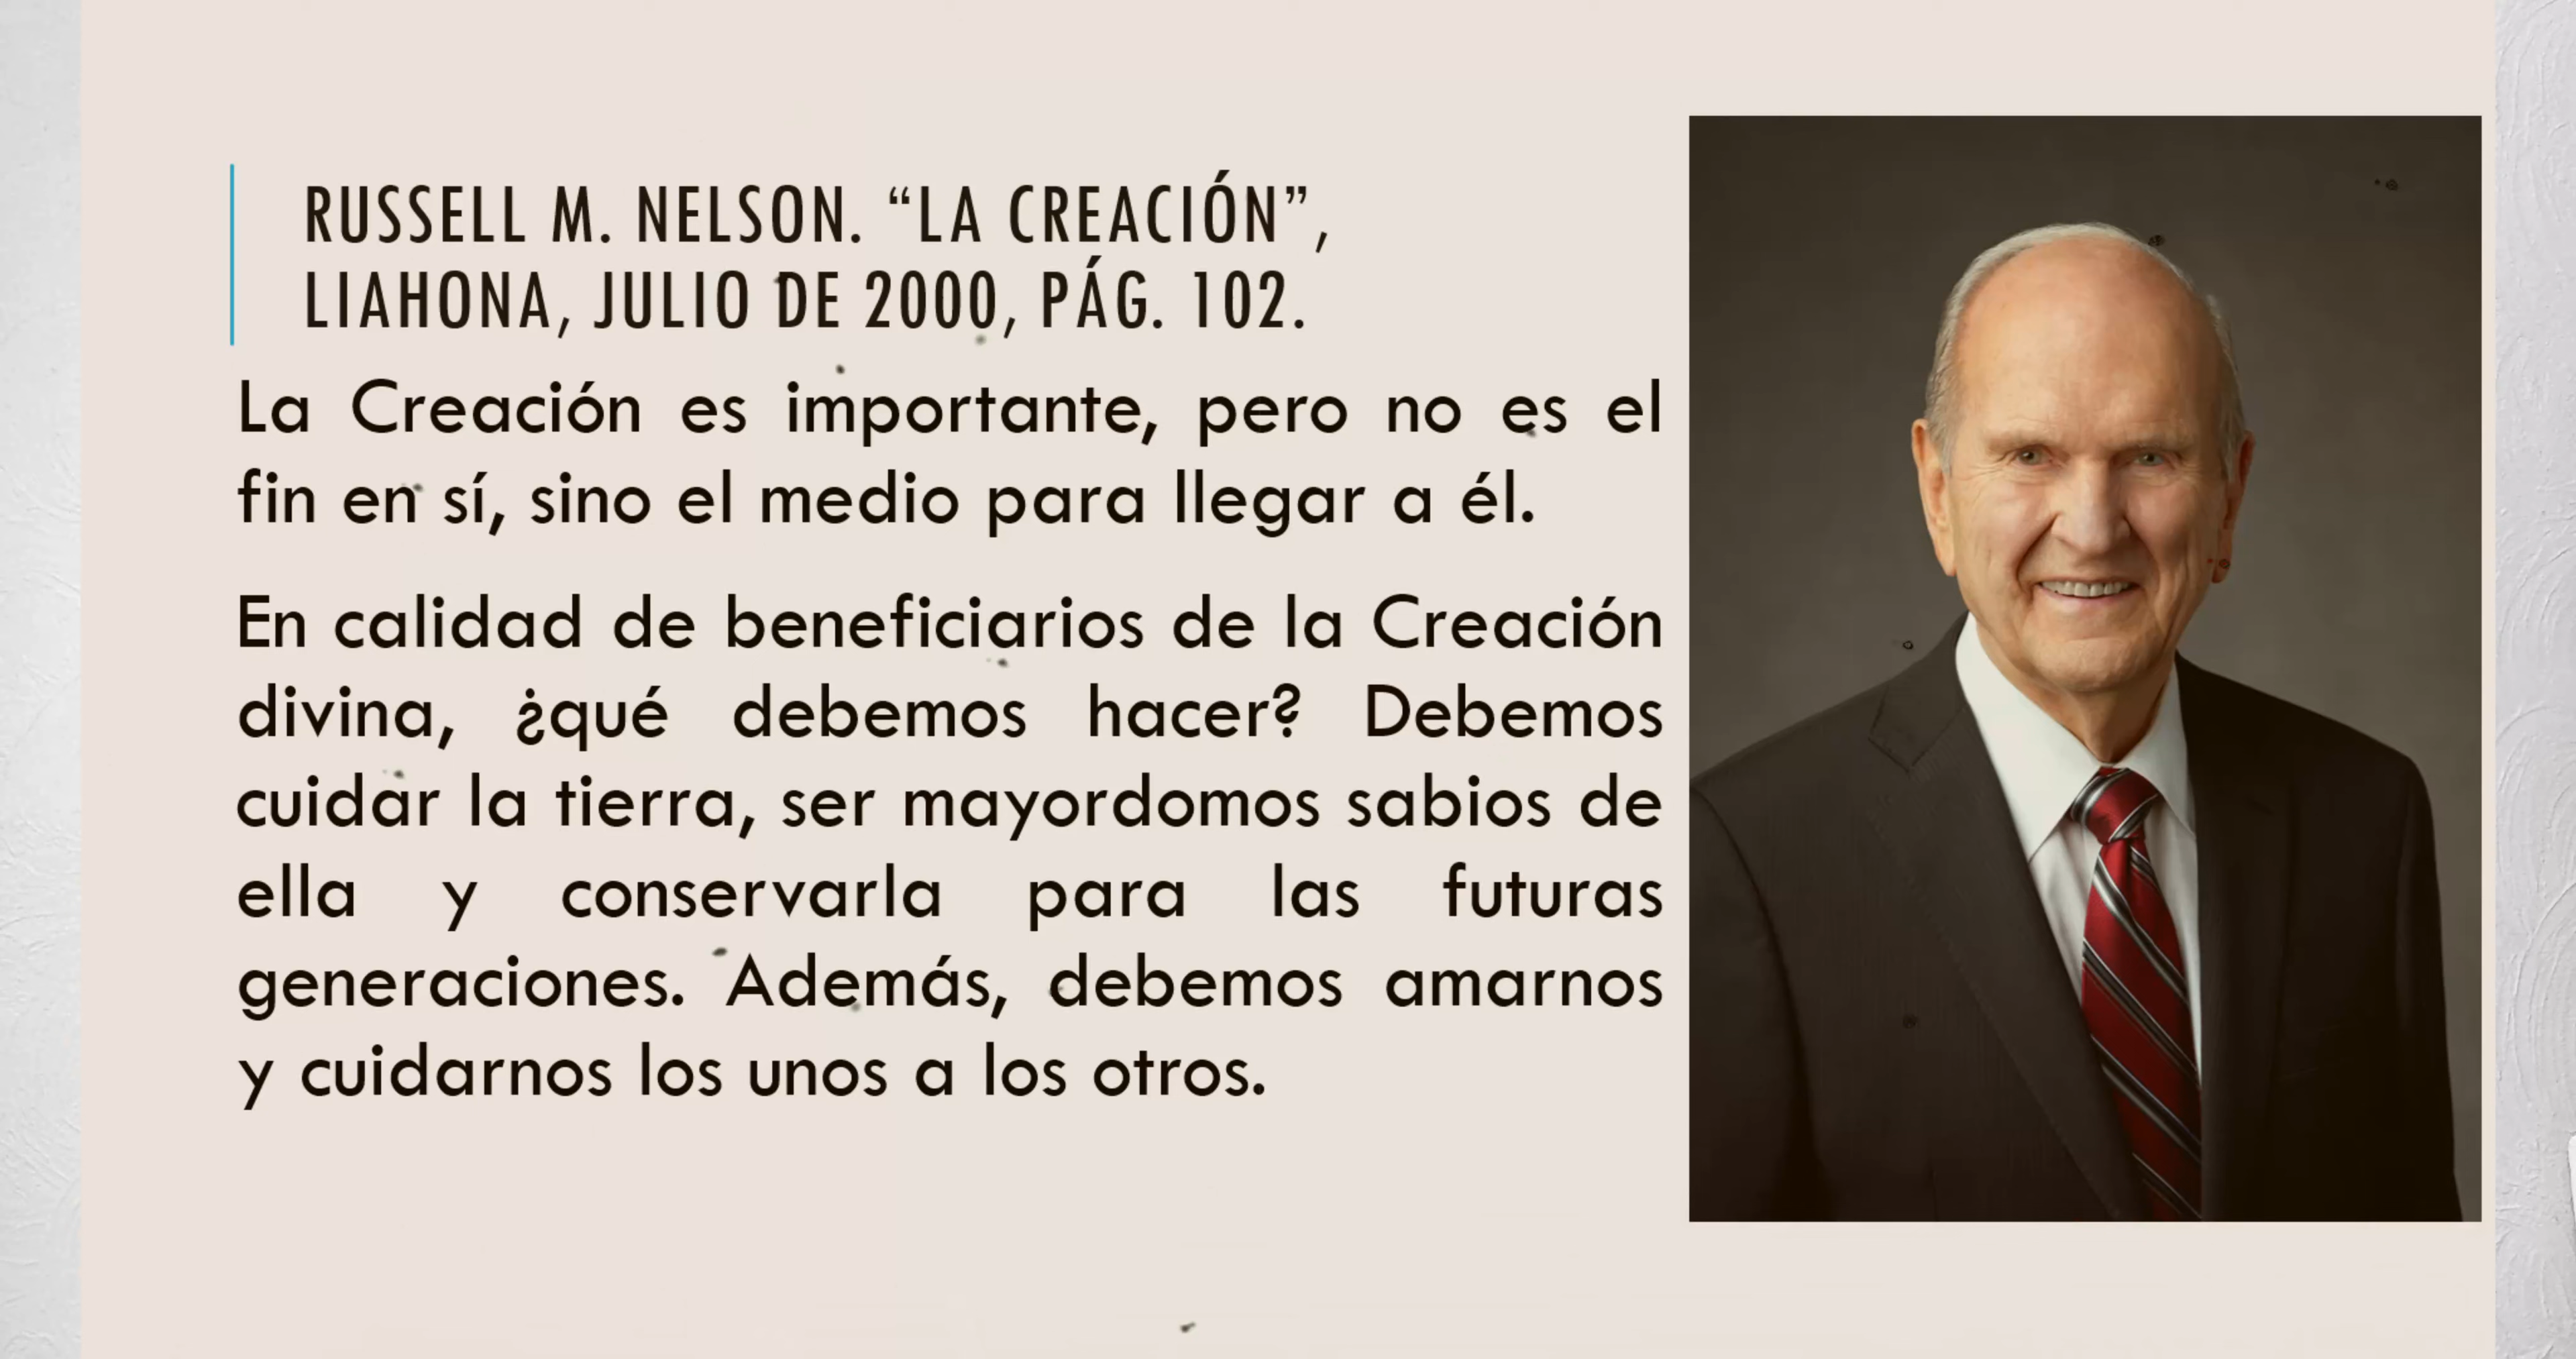 RUSSELL M. NELSON. “LA CREACIÓN”,
LIAHONA, JULIO DE 2000, PÁG. 102.
La Creación es importante, pero no es el
fin en sí, sino el medio para llegar a él.
En calidad de beneficiarios de la Creación
divina, ¿qué debemos hacer? Debemos
cuidar la tierra, ser mayordomos sabios de
ella y conservarla para las futuras
generaciones. Además, debemos amarnos
y cuidarnos los unos a los otros.